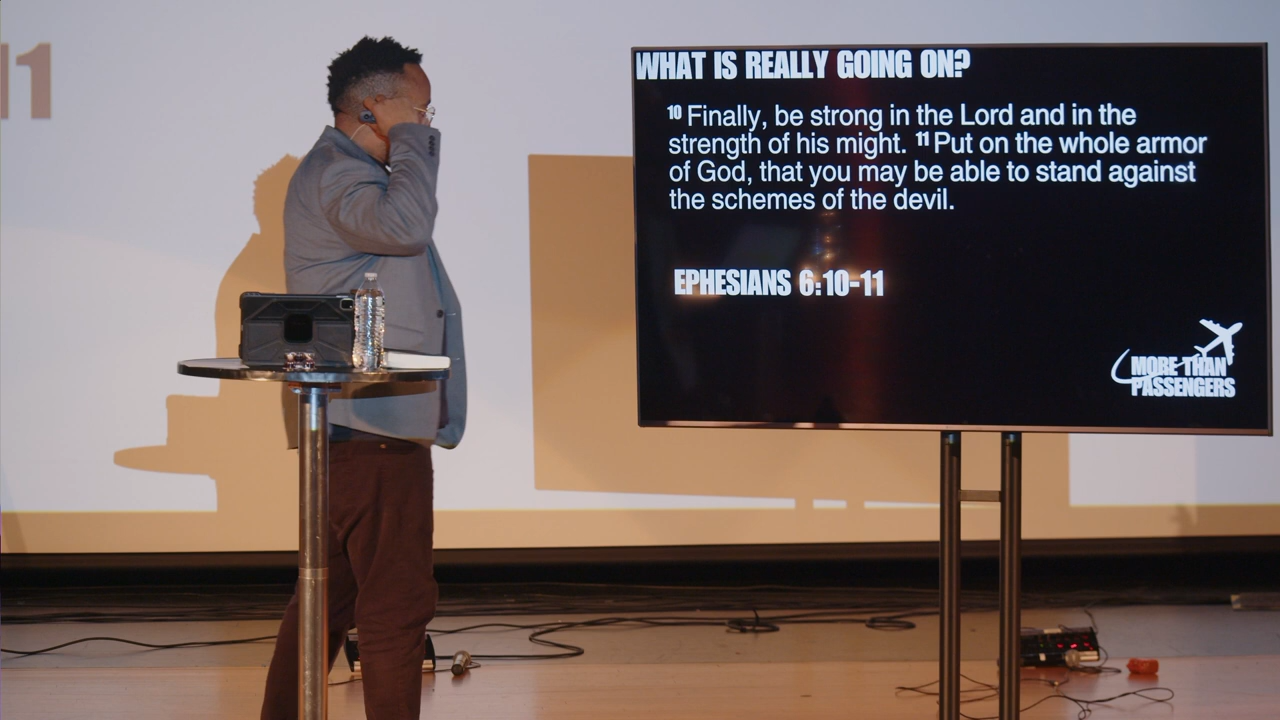 11
WHAT IS REALLY GOING ON?
10 Finally, be strong in the Lord and in the
strength of his might. 11 Put on the whole armor
of God, that you may be able to stand against
the schemes of the devil.
EPHESIANS 6:10-11
MORE THAN
PASSENGERS